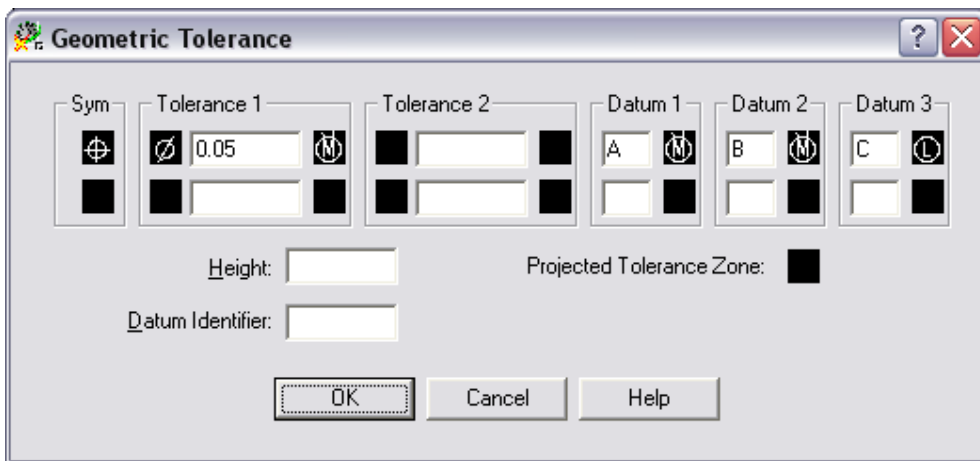 Geometric Tolerance
Sym Tolerance 1 Tolerance 2 Datum 1 Datum 2 Datum 3
⌖ Ø 0.05 Ⓜ A Ⓜ B Ⓜ C Ⓛ
Height: Projected Tolerance Zone:
Datum Identifier:
OK Cancel Help